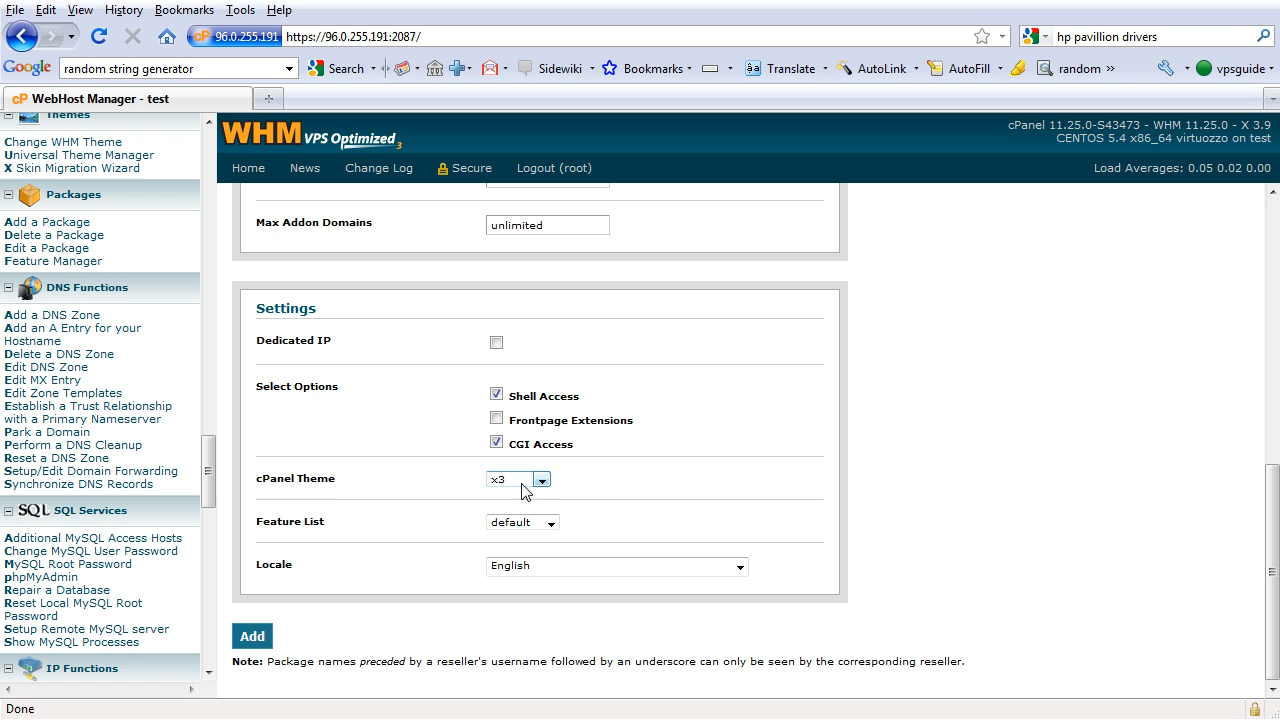 File Edit View History Bookmarks Tools Help
cP 96.0.255.191 https://96.0.255.191:2087/
hp pavillion drivers
Google random string generator Search Sidewiki Bookmarks Translate AutoLink AutoFill random » vpsguide
cP WebHost Manager - test
Themes
Change WHM Theme
Universal Theme Manager
X Skin Migration Wizard
Packages
Add a Package
Delete a Package
Edit a Package
Feature Manager
DNS Functions
Add a DNS Zone
Add an A Entry for your
Hostname
Delete a DNS Zone
Edit DNS Zone
Edit MX Entry
Edit Zone Templates
Establish a Trust Relationship
with a Primary Nameserver
Park a Domain
Perform a DNS Cleanup
Reset a DNS Zone
Setup/Edit Domain Forwarding
Synchronize DNS Records
SQL SQL Services
Additional MySQL Access Hosts
Change MySQL User Password
MySQL Root Password
phpMyAdmin
Repair a Database
Reset Local MySQL Root
Password
Setup Remote MySQL server
Show MySQL Processes
IP Functions
WHM VPS Optimized 3
cPanel 11.25.0-S43473 - WHM 11.25.0 - X 3.9
CENTOS 5.4 x86_64 virtuozzo on test
Home News Change Log Secure Logout (root)
Load Averages: 0.05 0.02 0.00
Max Addon Domains unlimited
Settings
Dedicated IP
Select Options
Shell Access
Frontpage Extensions
CGI Access
cPanel Theme x3
Feature List default
Locale English
Add
Note: Package names preceded by a reseller's username followed by an underscore can only be seen by the corresponding reseller.
Done